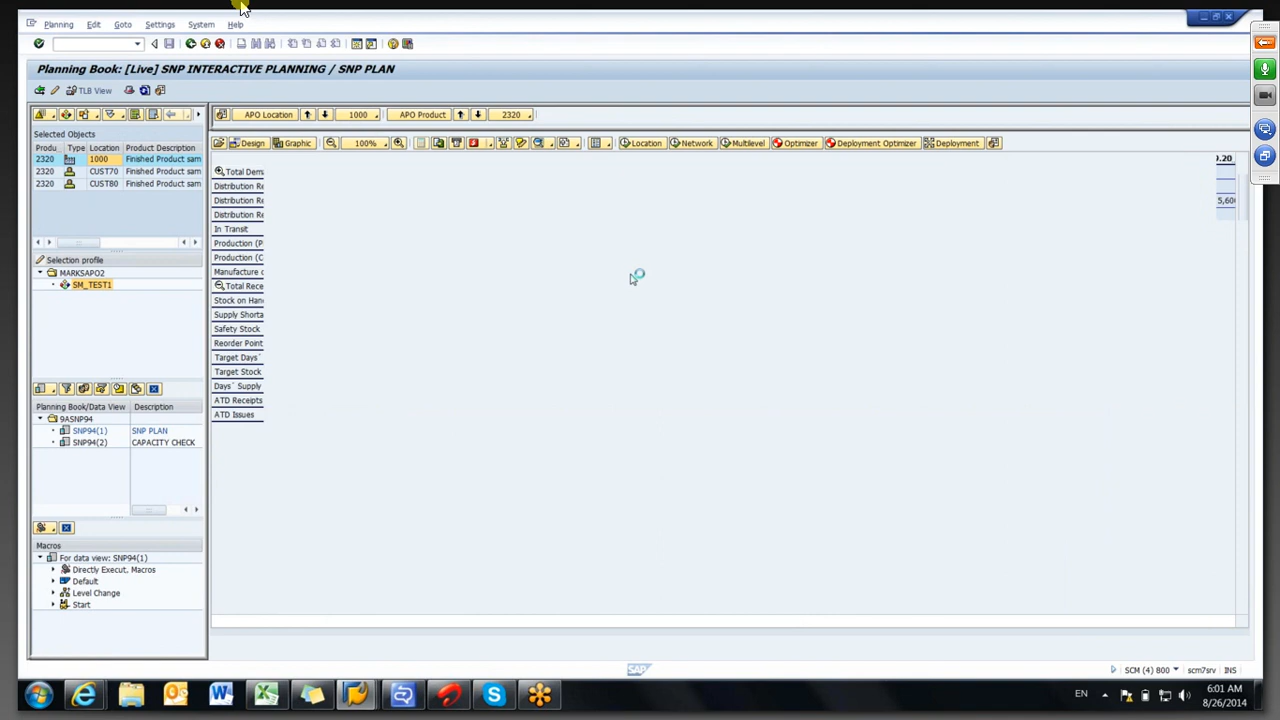 Planning Edit Goto Settings System Help
Planning Book: [Live] SNP INTERACTIVE PLANNING / SNP PLAN
TLB View
APO Location 1000 APO Product 2320
Design Graphic 100% Location Network Multilevel Optimizer Deployment Optimizer Deployment
Selected Objects
Produ Type Location Product Description
2320 1000 Finished Product sam
2320 CUST70 Finished Product sam
2320 CUST80 Finished Product sam
Selection profile
MARKSAPO2
SM_TEST1
Planning Book/Data View Description
9ASNP94
SNP94(1) SNP PLAN
SNP94(2) CAPACITY CHECK
Macros
For data view: SNP94(1)
Directly Execut. Macros
Default
Level Change
Start
Total Dem
Distribution Re
Distribution Re
Distribution Re
In Transit
Production (P
Production (C
Manufacture o
Total Rece
Stock on Han
Supply Shorta
Safety Stock
Reorder Point
Target Days´
Target Stock
Days´ Supply
ATD Receipts
ATD Issues
.20
5,60
SAP
SCM (4) 800 scm7srv INS
EN 6:01 AM
8/26/2014